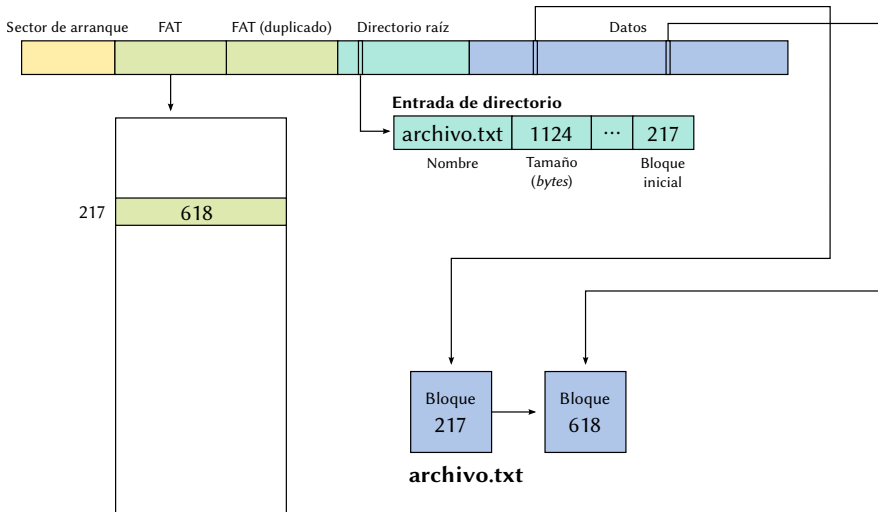 Sector de arranque
FAT
FAT (duplicado)
Directorio raíz
Datos
Entrada de directorio
archivo.txt
1124
...
217
Nombre
Tamaño
(bytes)
Bloque
inicial
217
618
Bloque
217
Bloque
618
archivo.txt